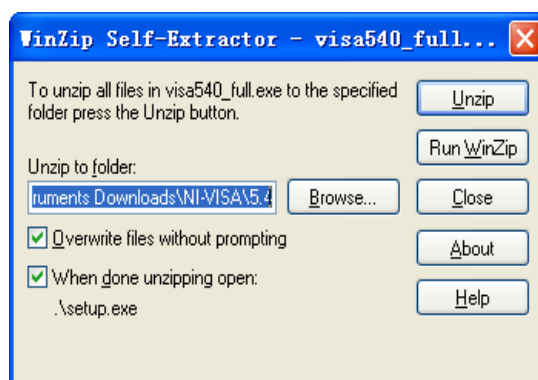 WinZip Self-Extractor - visa540_full...
To unzip all files in visa540_full.exe to the specified
folder press the Unzip button.
Unzip to folder:
ruments Downloads\NI-VISA\5.4
Browse...
Overwrite files without prompting
When done unzipping open:
.\setup.exe
Unzip
Run WinZip
Close
About
Help